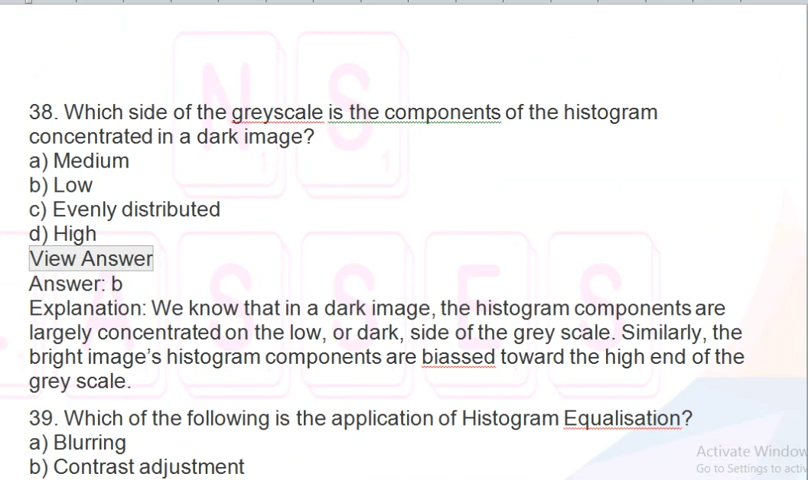 38. Which side of the greyscale is the components of the histogram
concentrated in a dark image?
a) Medium
b) Low
c) Evenly distributed
d) High
View Answer
Answer: b
Explanation: We know that in a dark image, the histogram components are
largely concentrated on the low, or dark, side of the grey scale. Similarly, the
bright image’s histogram components are biassed toward the high end of the
grey scale.
39. Which of the following is the application of Histogram Equalisation?
a) Blurring
b) Contrast adjustment
N S
L A S S E S
Activate Window
Go to Settings to activ